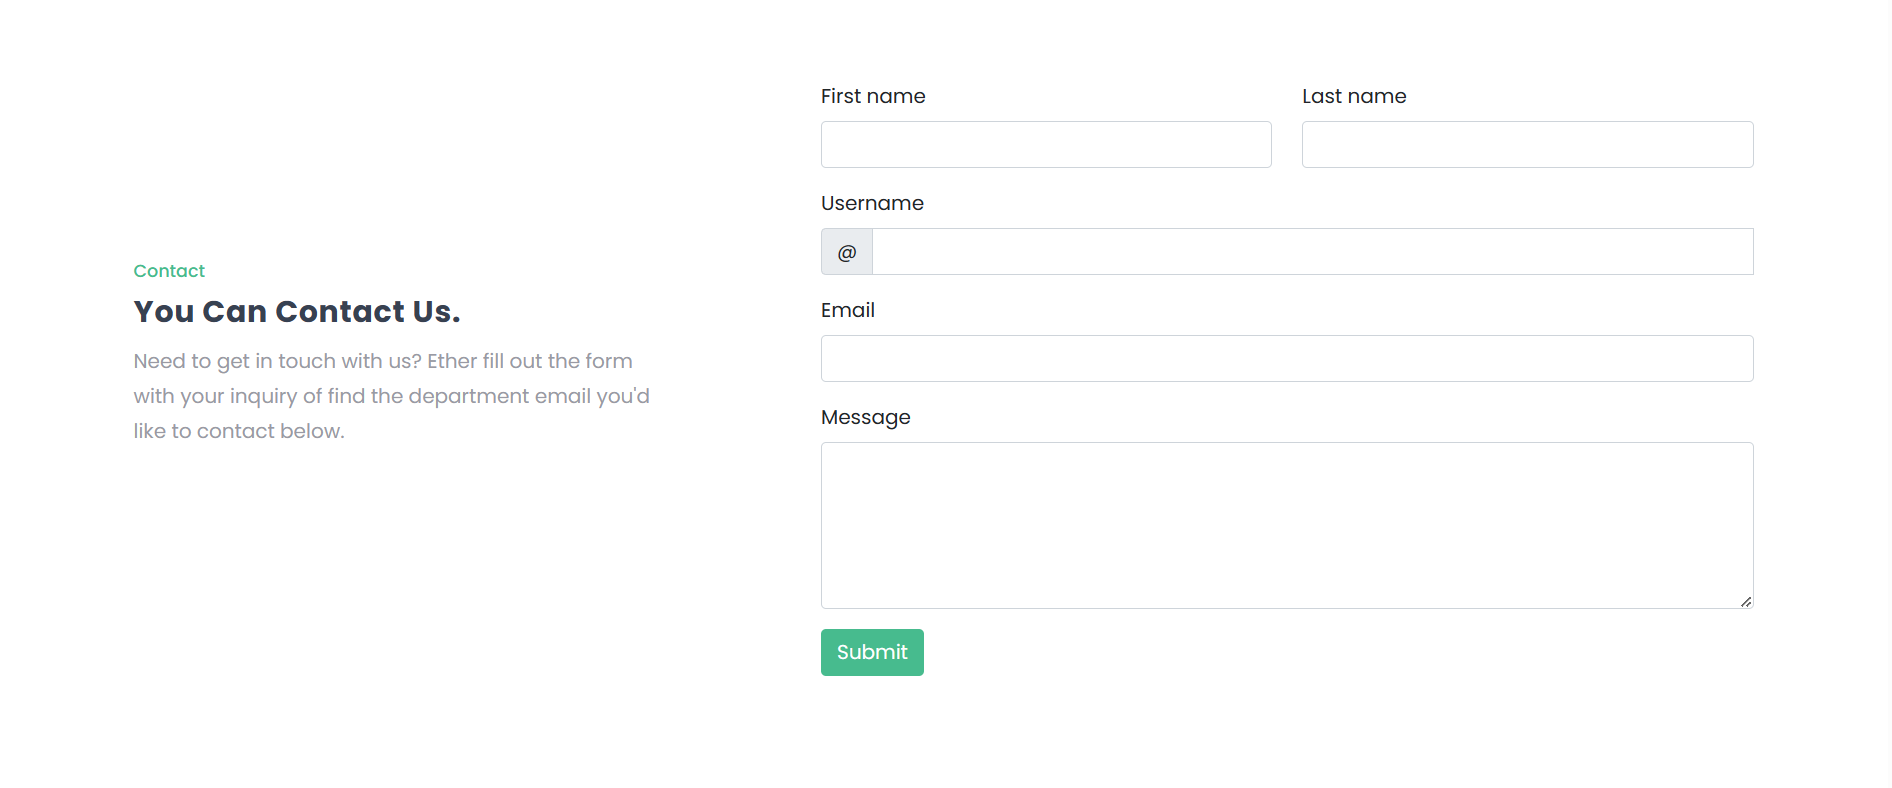 Contact
You Can Contact Us.
Need to get in touch with us? Ether fill out the form
with your inquiry of find the department email you'd
like to contact below.
First name
Last name
Username
@
Email
Message
Submit